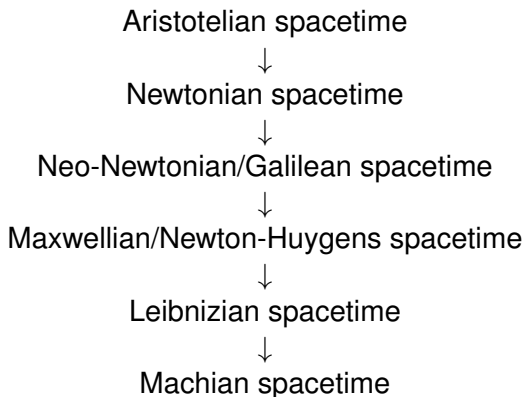 Aristotelian spacetime
↓
Newtonian spacetime
↓
Neo-Newtonian/Galilean spacetime
↓
Maxwellian/Newton-Huygens spacetime
↓
Leibnizian spacetime
↓
Machian spacetime